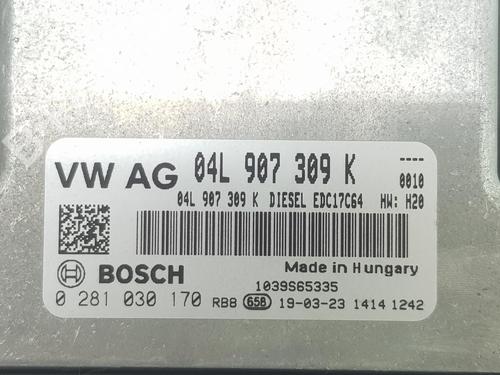 VW AG 04L 907 309 K ----
0010
04L 907 309 K DIESEL EDC17C64 HW: H20
BOSCH
Made in Hungary
1039S65335
0 281 030 170 RB8 658 19-03-23 1414 1242